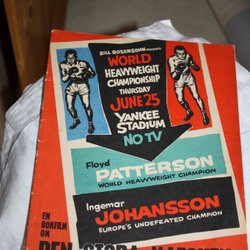 BILL ROSENSOHN PRESENTS
WORLD
HEAVYWEIGHT
CHAMPIONSHIP
THURSDAY
JUNE 25
YANKEE
STADIUM
NO TV
Floyd
PATTERSON
WORLD HEAVYWEIGHT CHAMPION
Ingemar
JOHANSSON
EUROPE'S UNDEFEATED CHAMPION
EN
BOKFILM
OM
DEN STORA